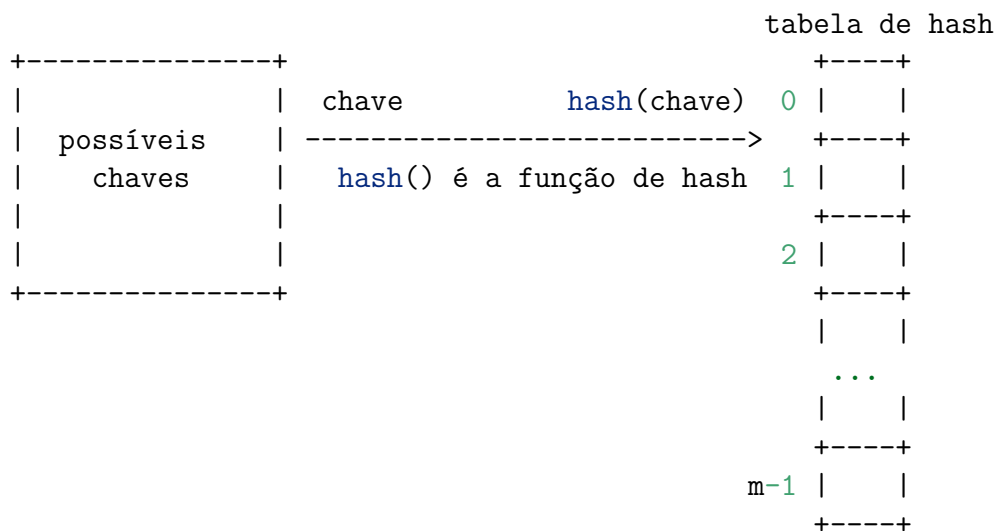 tabela de hash
+---------------+ +----+
| | chave hash(chave) 0 | |
| possíveis | ---------------------------> +----+
| chaves | hash() é a função de hash 1 | |
| | +----+
| | 2 | |
+---------------+ +----+
| |
...
| |
+----+
m-1 | |
+----+